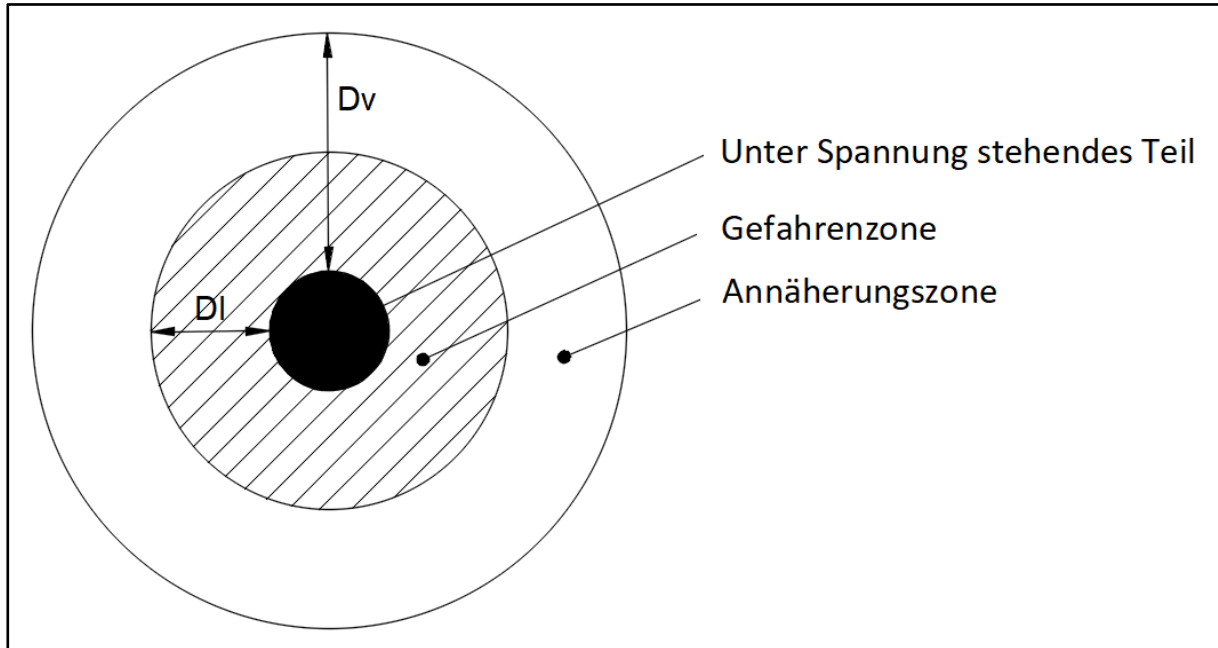 Dv
Unter Spannung stehendes Teil
Gefahrenzone
Annäherungszone
Dl